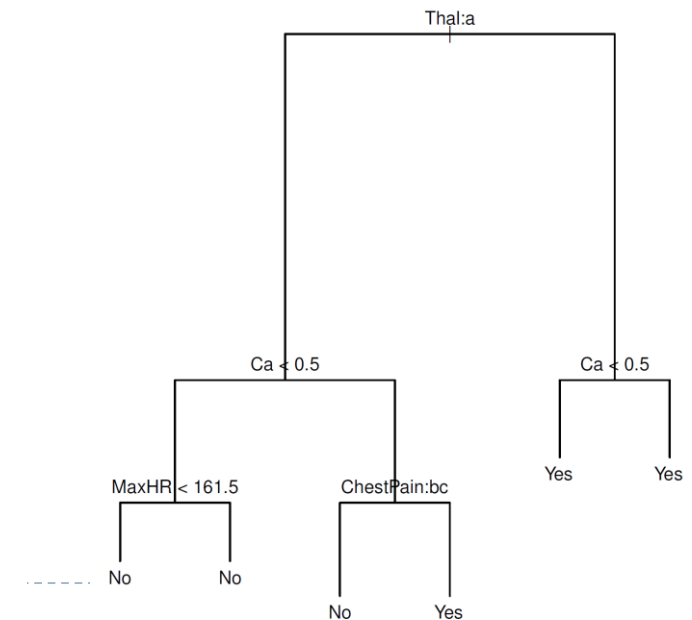 Thal:a
Ca < 0.5
Ca < 0.5
MaxHR < 161.5
ChestPain:bc
Yes
Yes
No
No
No
Yes